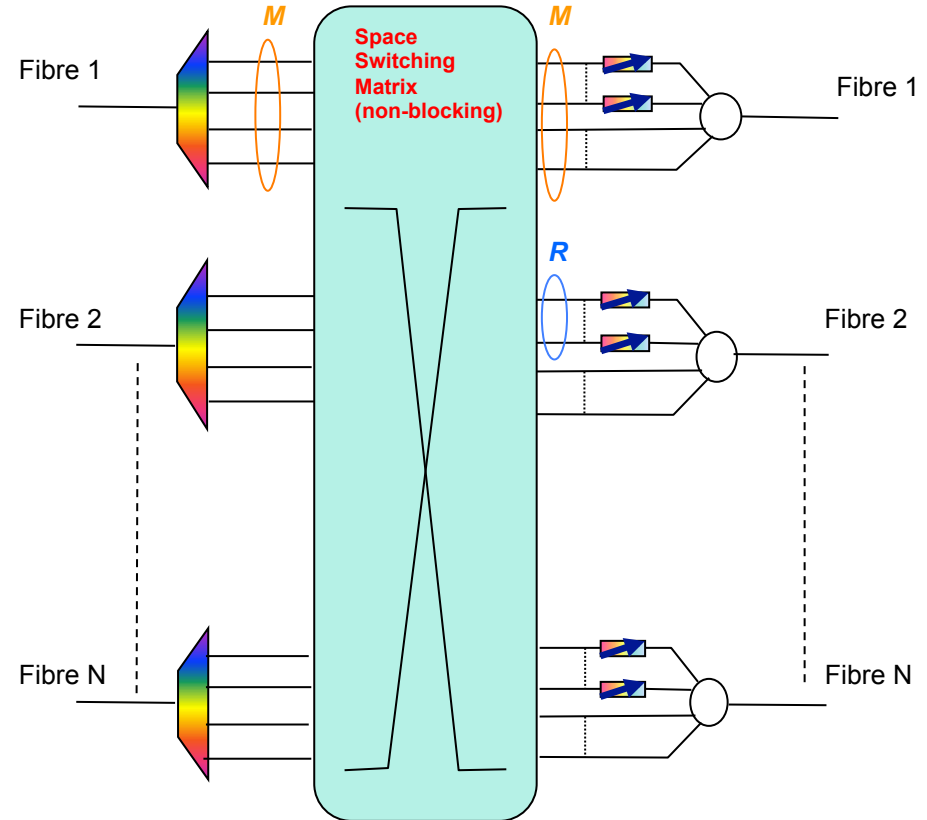 M
M
Space
Switching
Matrix
(non-blocking)
Fibre 1
Fibre 1
R
Fibre 2
Fibre 2
Fibre N
Fibre N